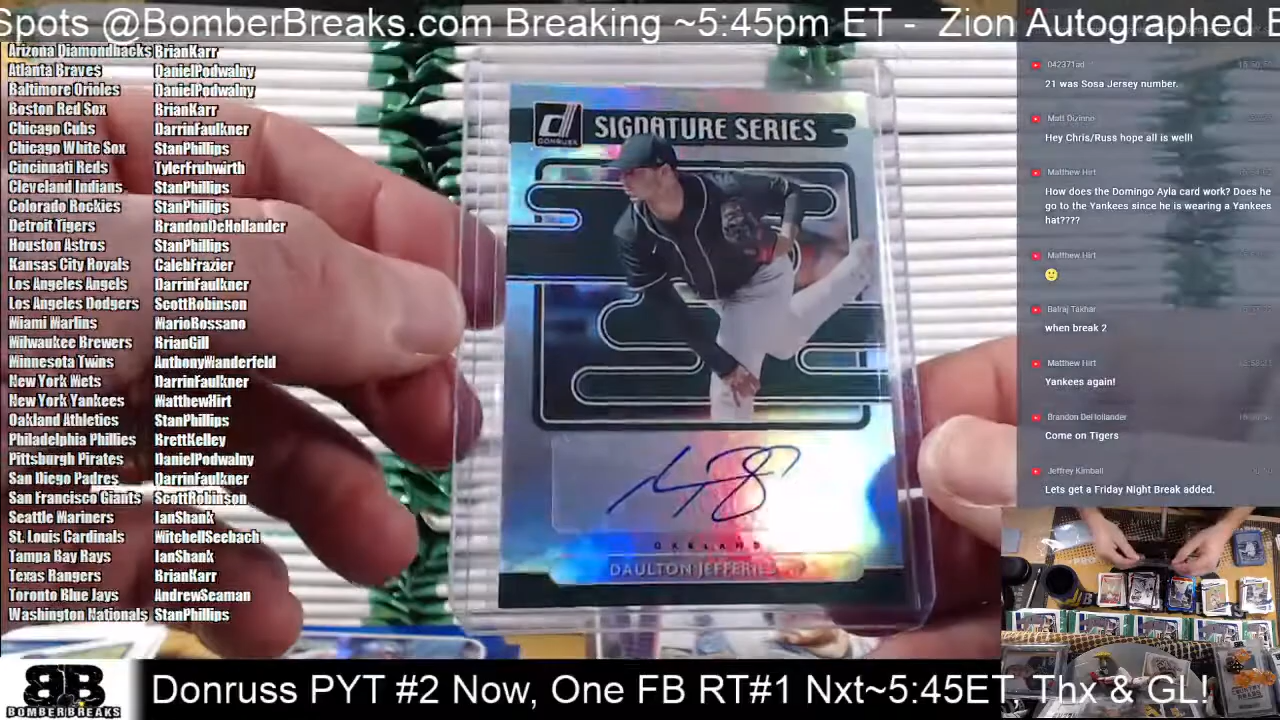 Spots @BomberBreaks.com Breaking ~5:45pm ET - Zion Autographed
Arizona Diamondbacks BrianKarr
Atlanta Braves DanielPodwalny
Baltimore Orioles DanielPodwalny
Boston Red Sox BrianKarr
Chicago Cubs DarrinFaulkner
Chicago White Sox StanPhillips
Cincinnati Reds TylerFruhwirth
Cleveland Indians StanPhillips
Colorado Rockies StanPhillips
Detroit Tigers BrandonDeHollander
Houston Astros StanPhillips
Kansas City Royals CalebFrazier
Los Angeles Angels DarrinFaulkner
Los Angeles Dodgers ScottRobinson
Miami Marlins MarioRossano
Milwaukee Brewers BrianGill
Minnesota Twins AnthonyWanderfeld
New York Mets DarrinFaulkner
New York Yankees MatthewHirt
Oakland Athletics StanPhillips
Philadelphia Phillies BrettKelley
Pittsburgh Pirates DanielPodwalny
San Diego Padres DarrinFaulkner
San Francisco Giants ScottRobinson
Seattle Mariners IanShank
St. Louis Cardinals MitchellSeebach
Tampa Bay Rays IanShank
Texas Rangers BrianKarr
Toronto Blue Jays AndrewSeaman
Washington Nationals StanPhillips
d
DONRUSS
SIGNATURE SERIES
OAKLAND
DAULTON JEFFERIES
042371ad
21 was Sosa Jersey number.
Matt Dizinno
Hey Chris/Russ hope all is well!
Matthew Hirt
How does the Domingo Ayla card work? Does he
go to the Yankees since he is wearing a Yankees
hat????
Matthew Hirt
Balraj Takhar
when break 2
Matthew Hirt
Yankees again!
Brandon DeHollander
Come on Tigers
Jeffrey Kimball
Lets get a Friday Night Break added.
BB
BOMBERBREAKS
Donruss PYT #2 Now, One FB RT#1 Nxt~5:45ET. Thx & GL!